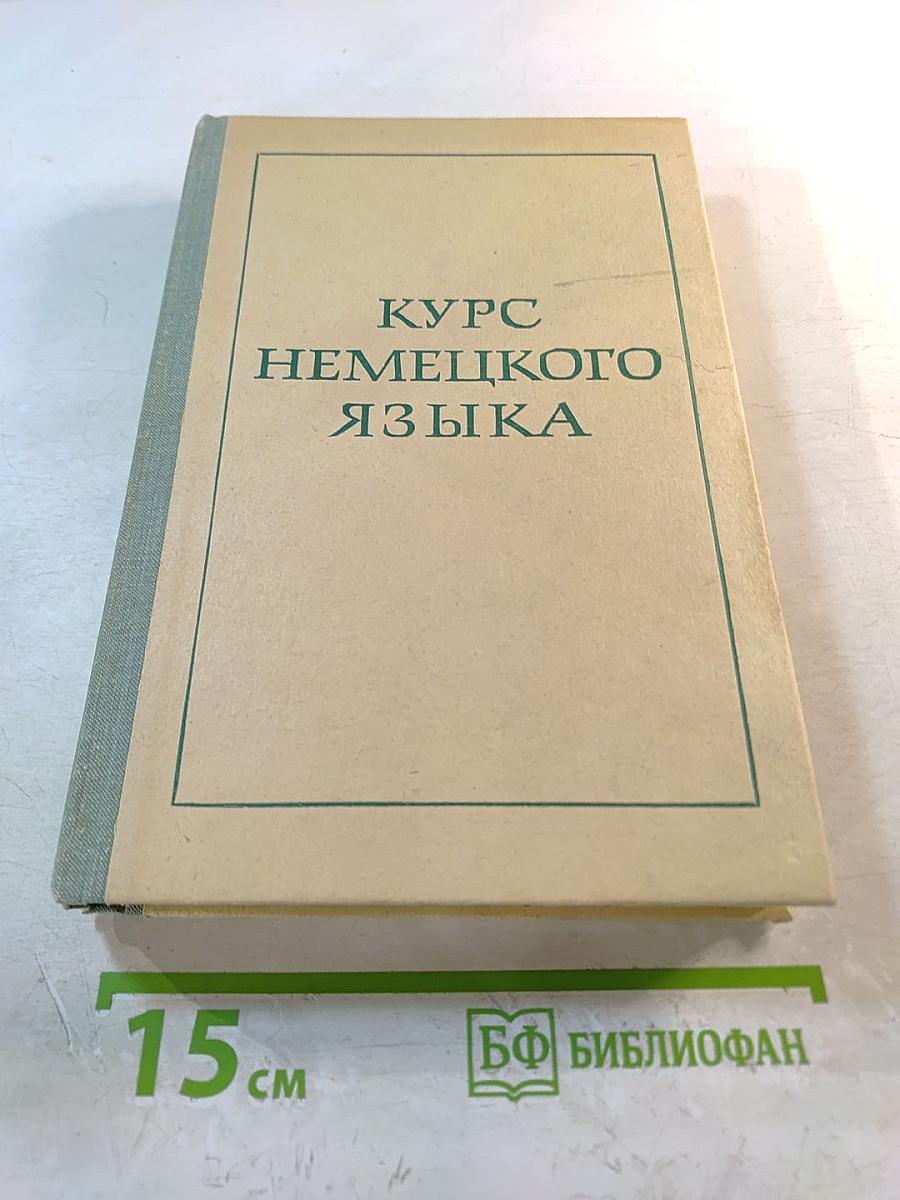 КУРС
НЕМЕЦКОГО
ЯЗЫКА
15 см
БФ БИБЛИОФАН